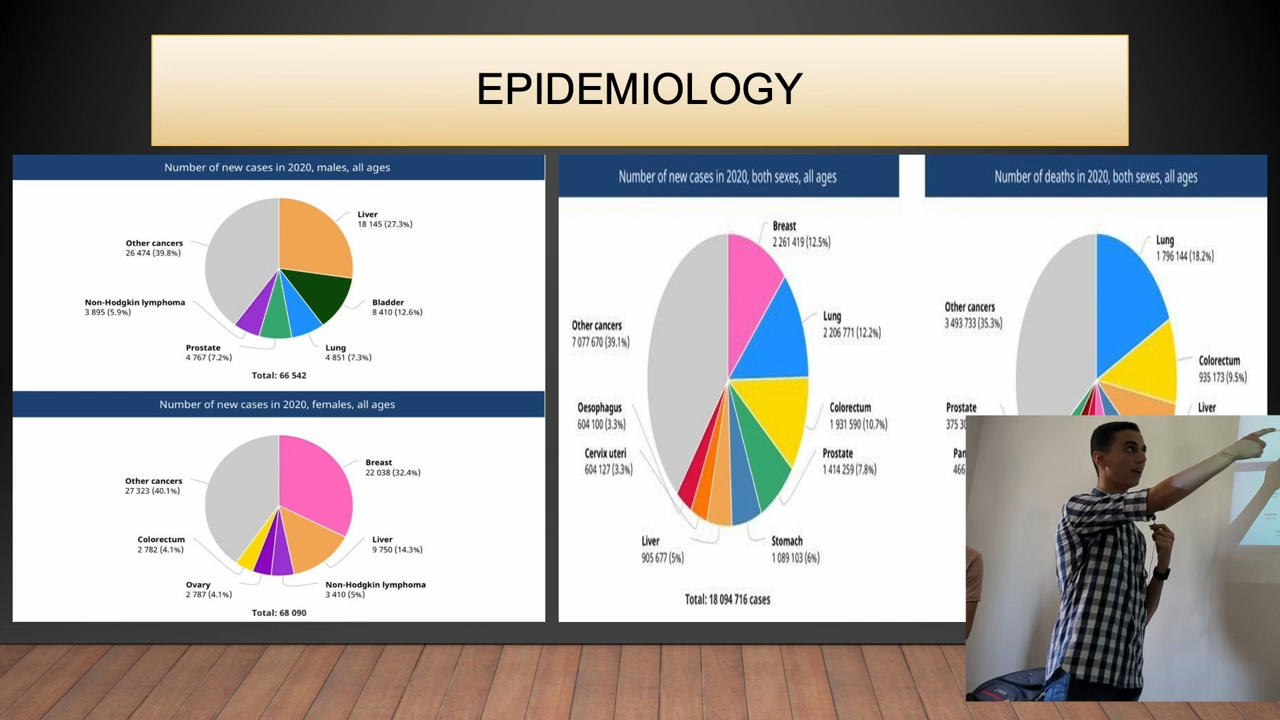 EPIDEMIOLOGY
Number of new cases in 2020, males, all ages
Liver
18 145 (27.3%)
Other cancers
26 474 (39.8%)
Non-Hodgkin lymphoma
3 895 (5.9%)
Bladder
8 410 (12.6%)
Prostate
4 767 (7.2%)
Lung
4 851 (7.3%)
Total: 66 542
Number of new cases in 2020, females, all ages
Breast
22 038 (32.4%)
Other cancers
27 323 (40.1%)
Colorectum
2 782 (4.1%)
Liver
9 750 (14.3%)
Ovary
2 787 (4.1%)
Non-Hodgkin lymphoma
3 410 (5%)
Total: 68 090
Number of new cases in 2020, both sexes, all ages
Breast
2 261 419 (12.5%)
Lung
2 206 771 (12.2%)
Other cancers
7 077 670 (39.1%)
Oesophagus
604 100 (3.3%)
Colorectum
1 931 590 (10.7%)
Cervix uteri
604 127 (3.3%)
Prostate
1 414 259 (7.8%)
Liver
905 677 (5%)
Stomach
1 089 103 (6%)
Total: 18 094 716 cases
Number of deaths in 2020, both sexes, all ages
Lung
1 796 144 (18.2%)
Other cancers
3 493 733 (35.3%)
Colorectum
935 173 (9.5%)
Prostate
375 30
Liver
Pan
466